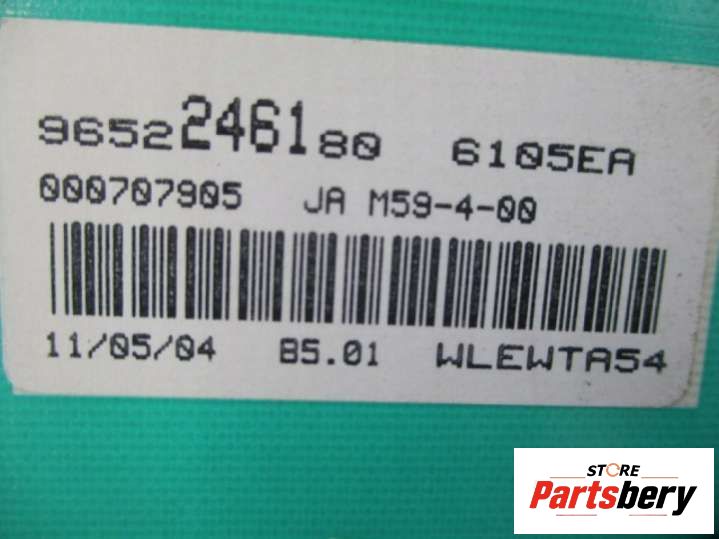 9652246180 6105EA
000707905 JA M59-4-00
11/05/04 B5.01 WLEWTA54
STORE
Partsbery